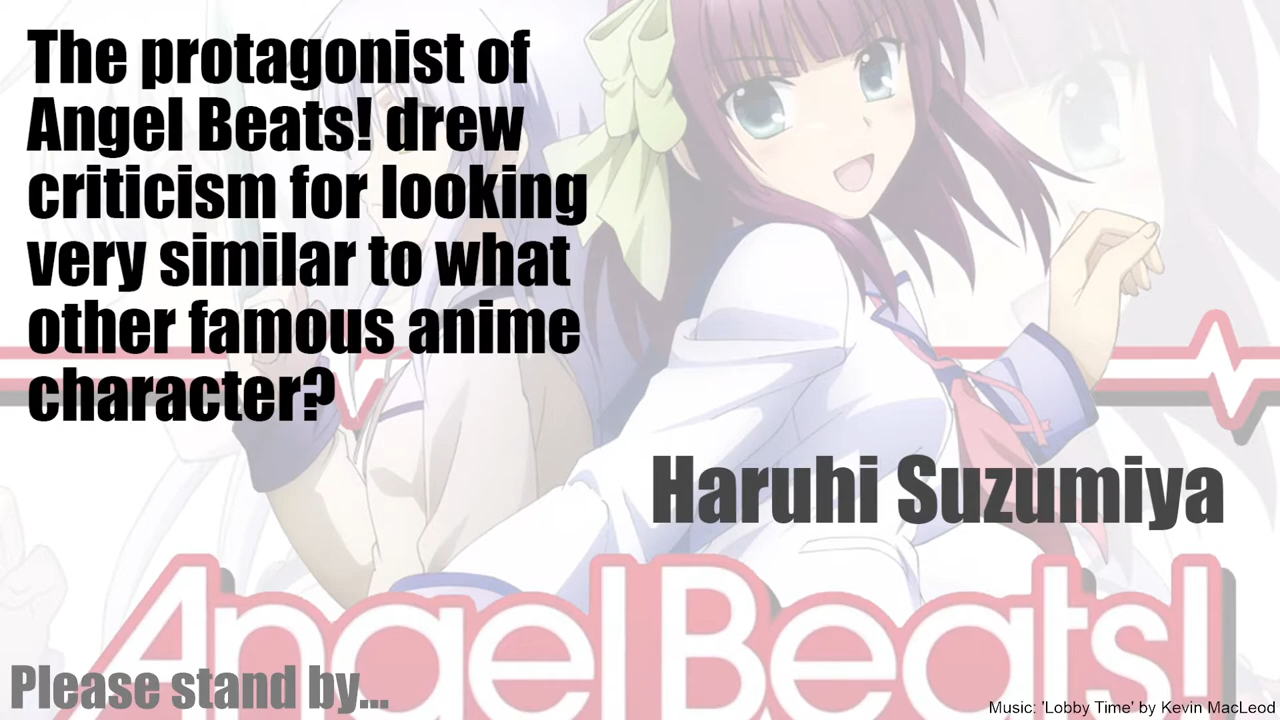 The protagonist of
Angel Beats! drew
criticism for looking
very similar to what
other famous anime
character?
Haruhi Suzumiya
Angel Beats!
Please stand by...
Music: 'Lobby Time' by Kevin MacLeod